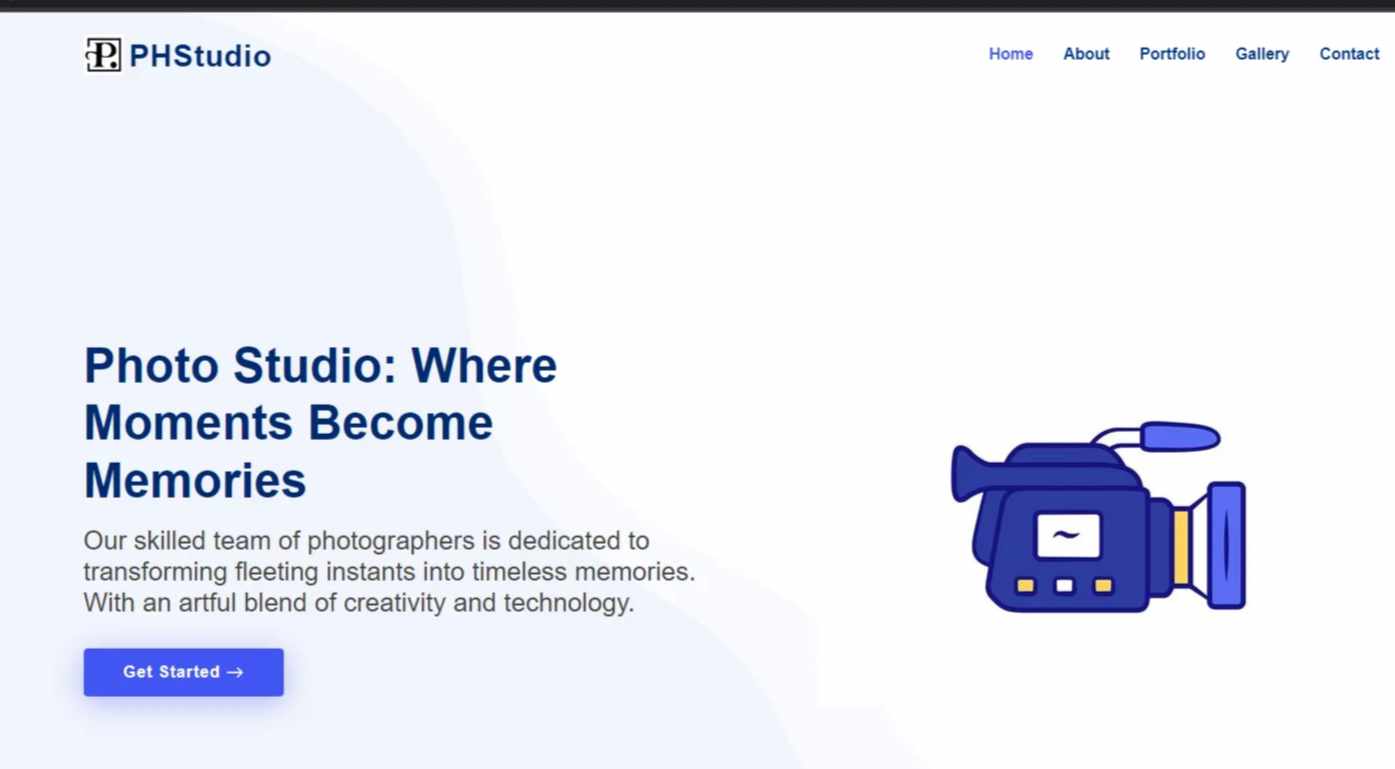 P. PHStudio
Home About Portfolio Gallery Contact
Photo Studio: Where
Moments Become
Memories
Our skilled team of photographers is dedicated to
transforming fleeting instants into timeless memories.
With an artful blend of creativity and technology.
Get Started →